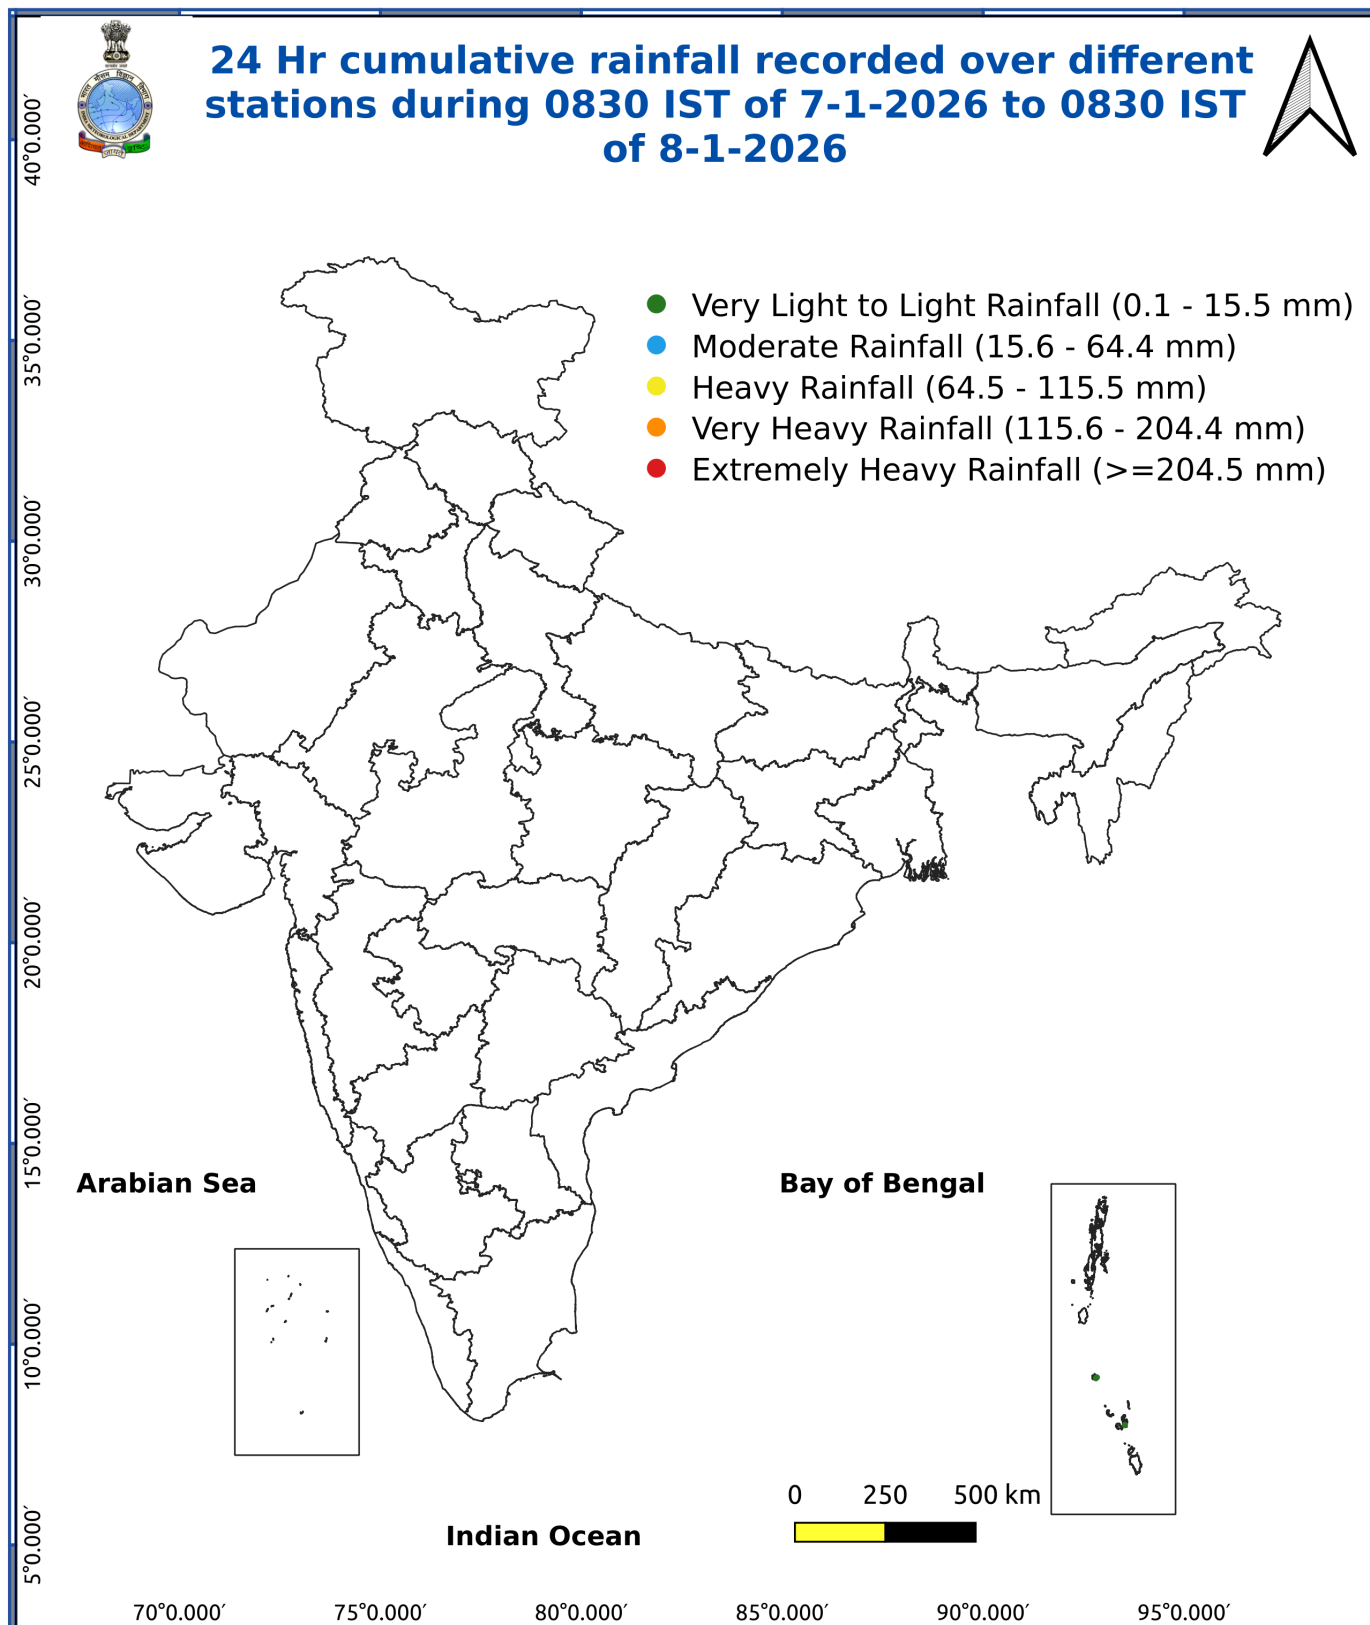 24 Hr cumulative rainfall recorded over different
stations during 0830 IST of 7-1-2026 to 0830 IST
of 8-1-2026
Very Light to Light Rainfall (0.1 - 15.5 mm)
Moderate Rainfall (15.6 - 64.4 mm)
Heavy Rainfall (64.5 - 115.5 mm)
Very Heavy Rainfall (115.6 - 204.4 mm)
Extremely Heavy Rainfall (>=204.5 mm)
40°0.000′
35°0.000′
30°0.000′
25°0.000′
20°0.000′
15°0.000′
10°0.000′
5°0.000′
Arabian Sea
Bay of Bengal
Indian Ocean
0 250 500 km
70°0.000′ 75°0.000′ 80°0.000′ 85°0.000′ 90°0.000′ 95°0.000′